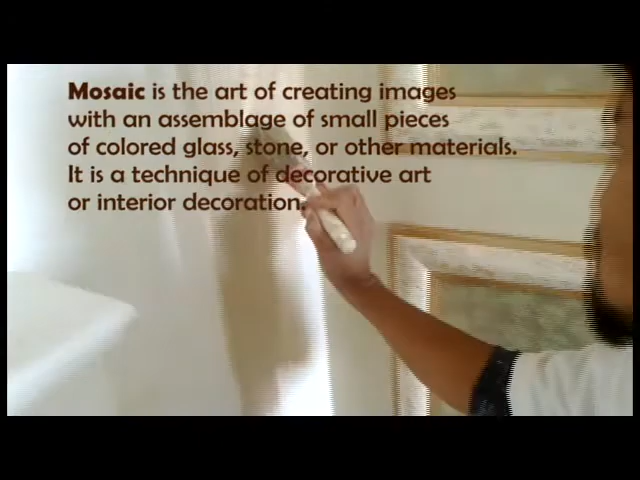 Mosaic is the art of creating images
with an assemblage of small pieces
of colored glass, stone, or other materials.
It is a technique of decorative art
or interior decoration.